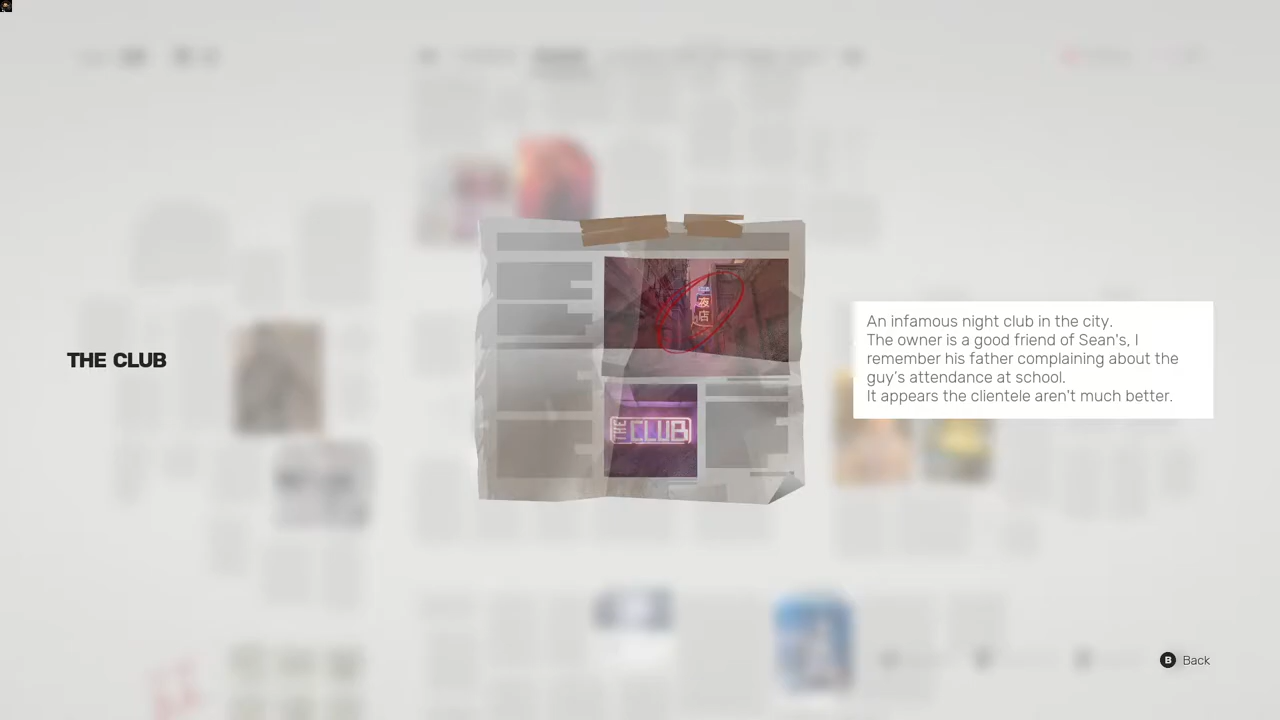 THE CLUB
夜
店
THE CLUB
An infamous night club in the city.
The owner is a good friend of Sean's, I
remember his father complaining about the
guy's attendance at school.
It appears the clientele aren't much better.
B Back